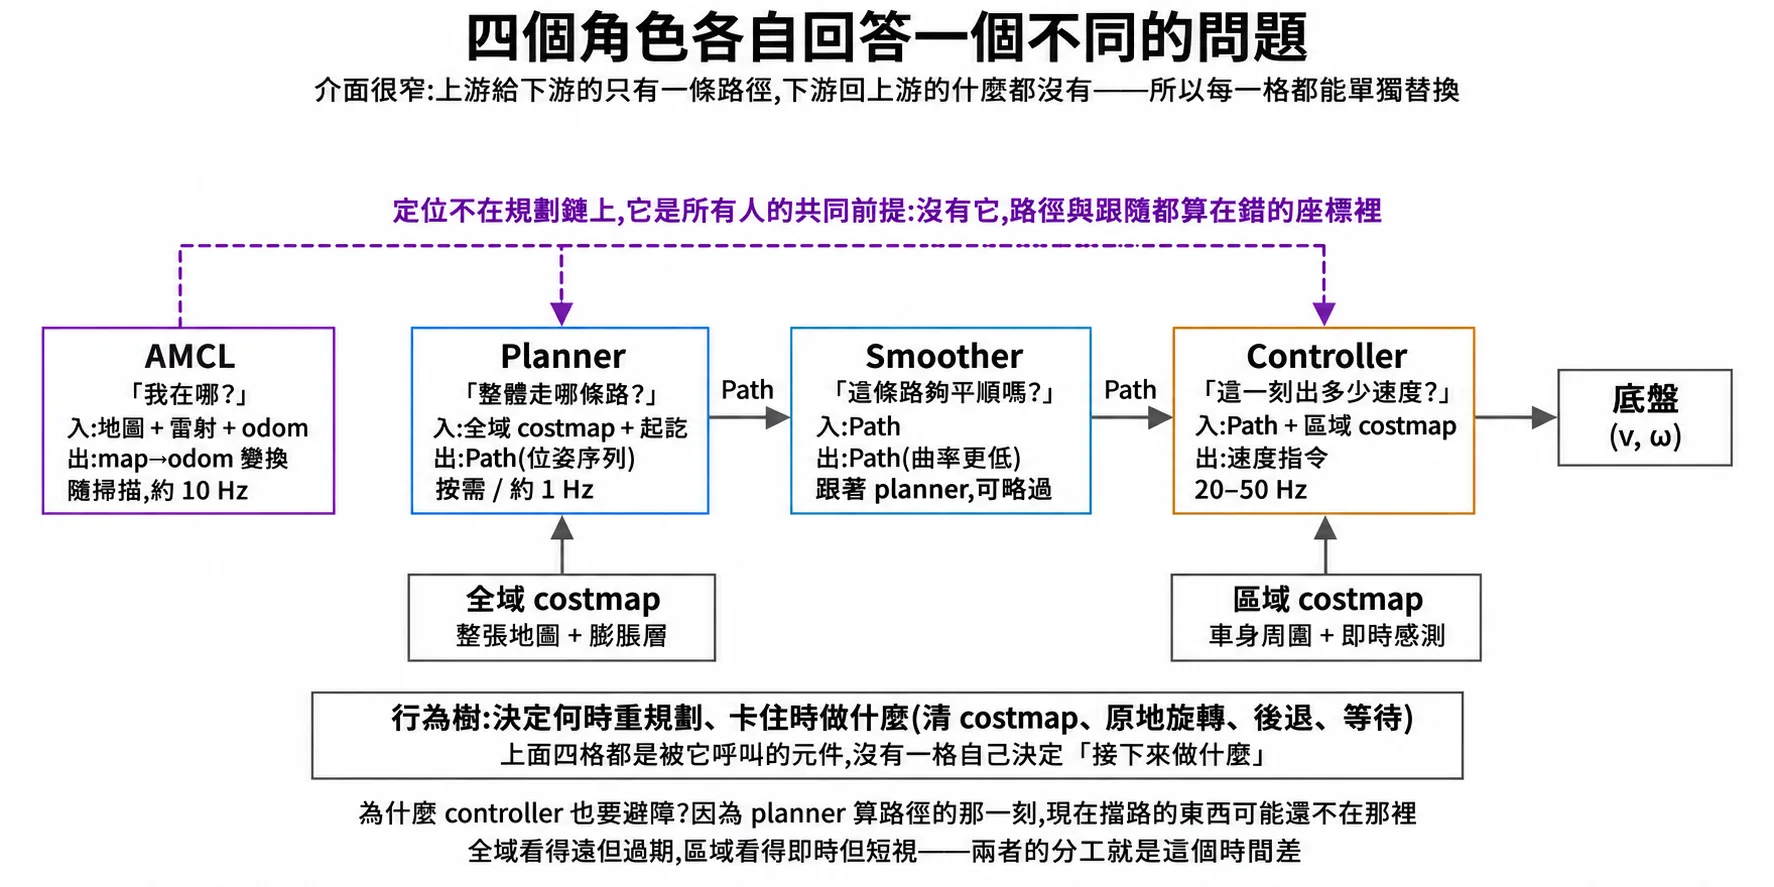 四個角色各自回答一個不同的問題
介面很窄:上游給下游的只有一條路徑,下游回上游的什麼都沒有——所以每一格都能單獨替換
定位不在規劃鏈上,它是所有人的共同前提:沒有它,路徑與跟隨都算在錯的座標裡
AMCL
「我在哪?」
入:地圖 + 雷射 + odom
出:map→odom 變換
隨掃描,約 10 Hz
Planner
「整體走哪條路?」
入:全域 costmap + 起訖
出:Path(位姿序列)
按需 / 約 1 Hz
Path
Smoother
「這條路夠平順嗎?」
入:Path
出:Path(曲率更低)
跟著 planner,可略過
Path
Controller
「這一刻出多少速度?」
入:Path + 區域 costmap
出:速度指令
20–50 Hz
底盤
(v, ω)
全域 costmap
整張地圖 + 膨脹層
區域 costmap
車身周圍 + 即時感測
行為樹:決定何時重規劃、卡住時做什麼(清 costmap、原地旋轉、後退、等待)
上面四格都是被它呼叫的元件,沒有一格自己決定「接下來做什麼」
為什麼 controller 也要避障?因為 planner 算路徑的那一刻,現在擋路的東西可能還不在那裡
全域看得遠但過期,區域看得即時但短視——兩者的分工就是這個時間差